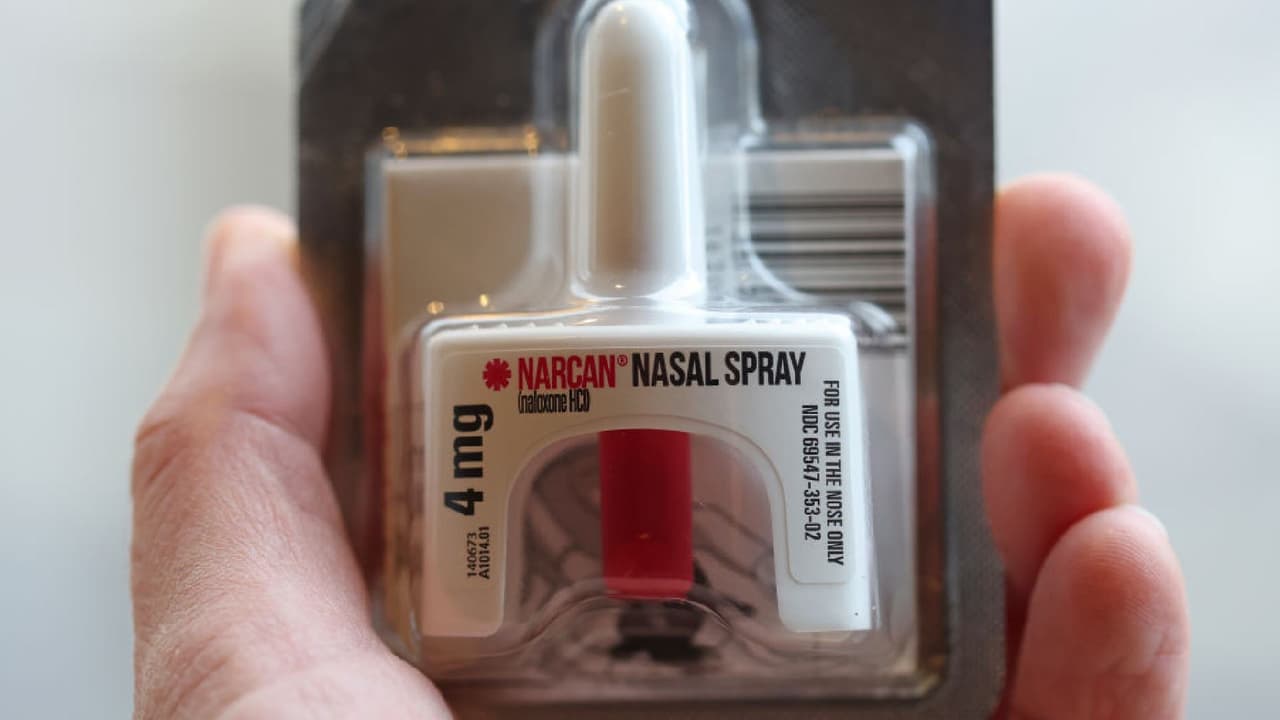 NARCAN® NASAL SPRAY
(naloxone HCl)
4 mg
140673
A1014.01
FOR USE IN THE NOSE ONLY
NDC 69547-353-02